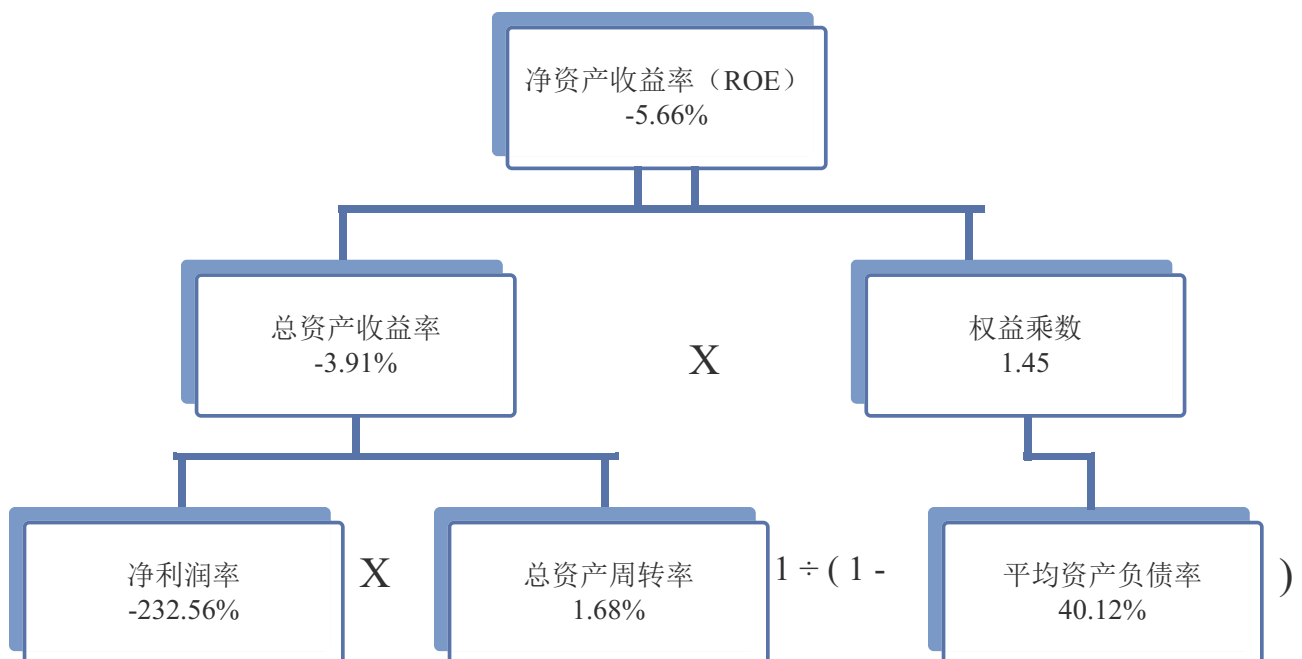 净资产收益率（ROE）
-5.66%
总资产收益率
-3.91%
X
权益乘数
1.45
净利润率
-232.56%
X
总资产周转率
1.68%
1 ÷ ( 1 -
平均资产负债率
40.12%
)